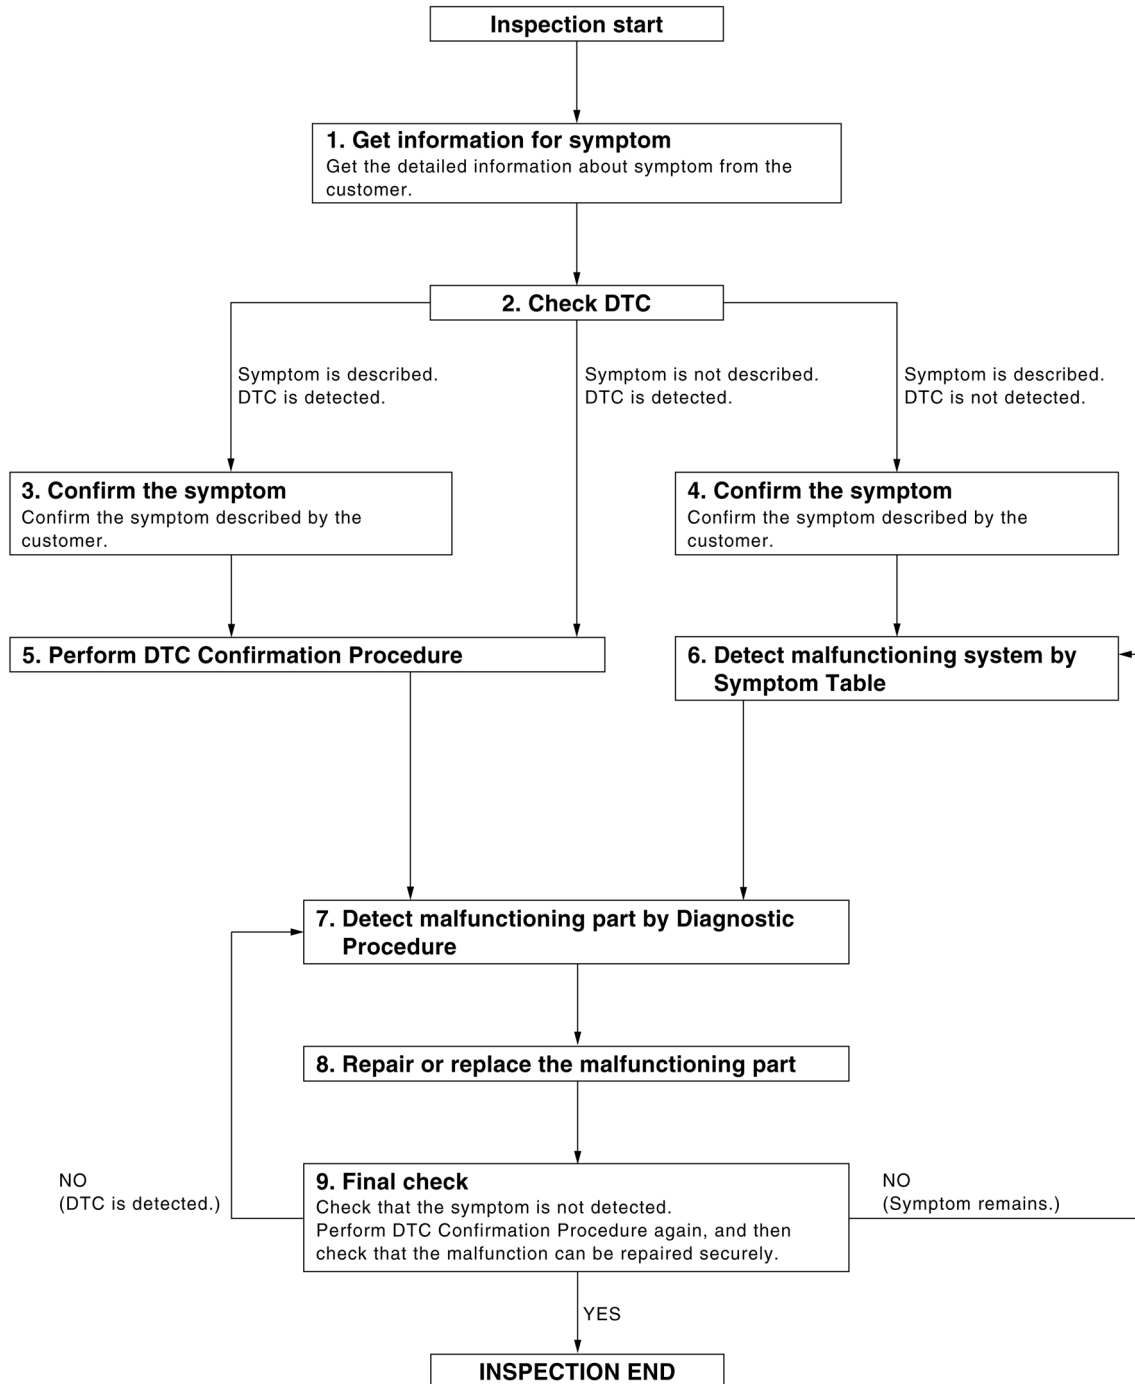 Inspection start
1. Get information for symptom
Get the detailed information about symptom from the
customer.
2. Check DTC
Symptom is described.
DTC is detected.
Symptom is not described.
DTC is detected.
Symptom is described.
DTC is not detected.
3. Confirm the symptom
Confirm the symptom described by the
customer.
4. Confirm the symptom
Confirm the symptom described by the
customer.
5. Perform DTC Confirmation Procedure
6. Detect malfunctioning system by
Symptom Table
7. Detect malfunctioning part by Diagnostic
Procedure
8. Repair or replace the malfunctioning part
NO
(DTC is detected.)
9. Final check
Check that the symptom is not detected.
Perform DTC Confirmation Procedure again, and then
check that the malfunction can be repaired securely.
NO
(Symptom remains.)
YES
INSPECTION END